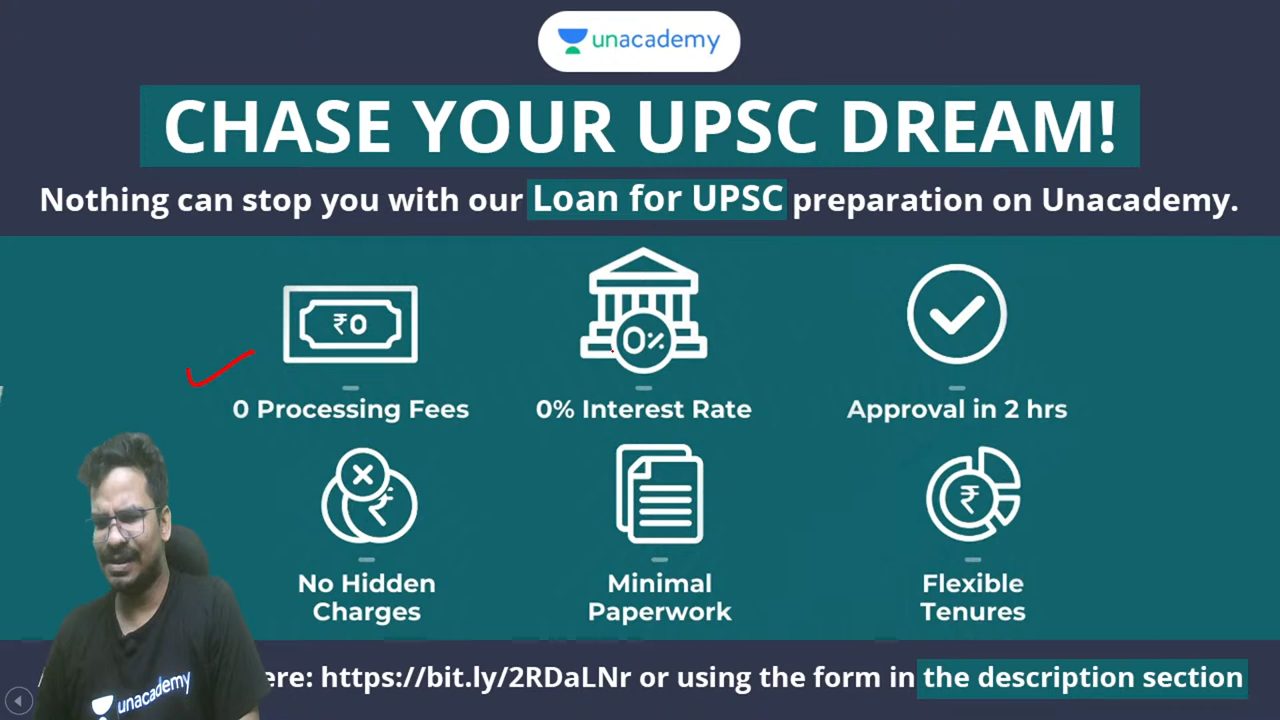 unacademy
CHASE YOUR UPSC DREAM!
Nothing can stop you with our Loan for UPSC preparation on Unacademy.
₹0
0%
0 Processing Fees
0% Interest Rate
Approval in 2 hrs
₹
₹
No Hidden
Charges
Minimal
Paperwork
Flexible
Tenures
ere: https://bit.ly/2RDaLNr or using the form in the description section
unacademy